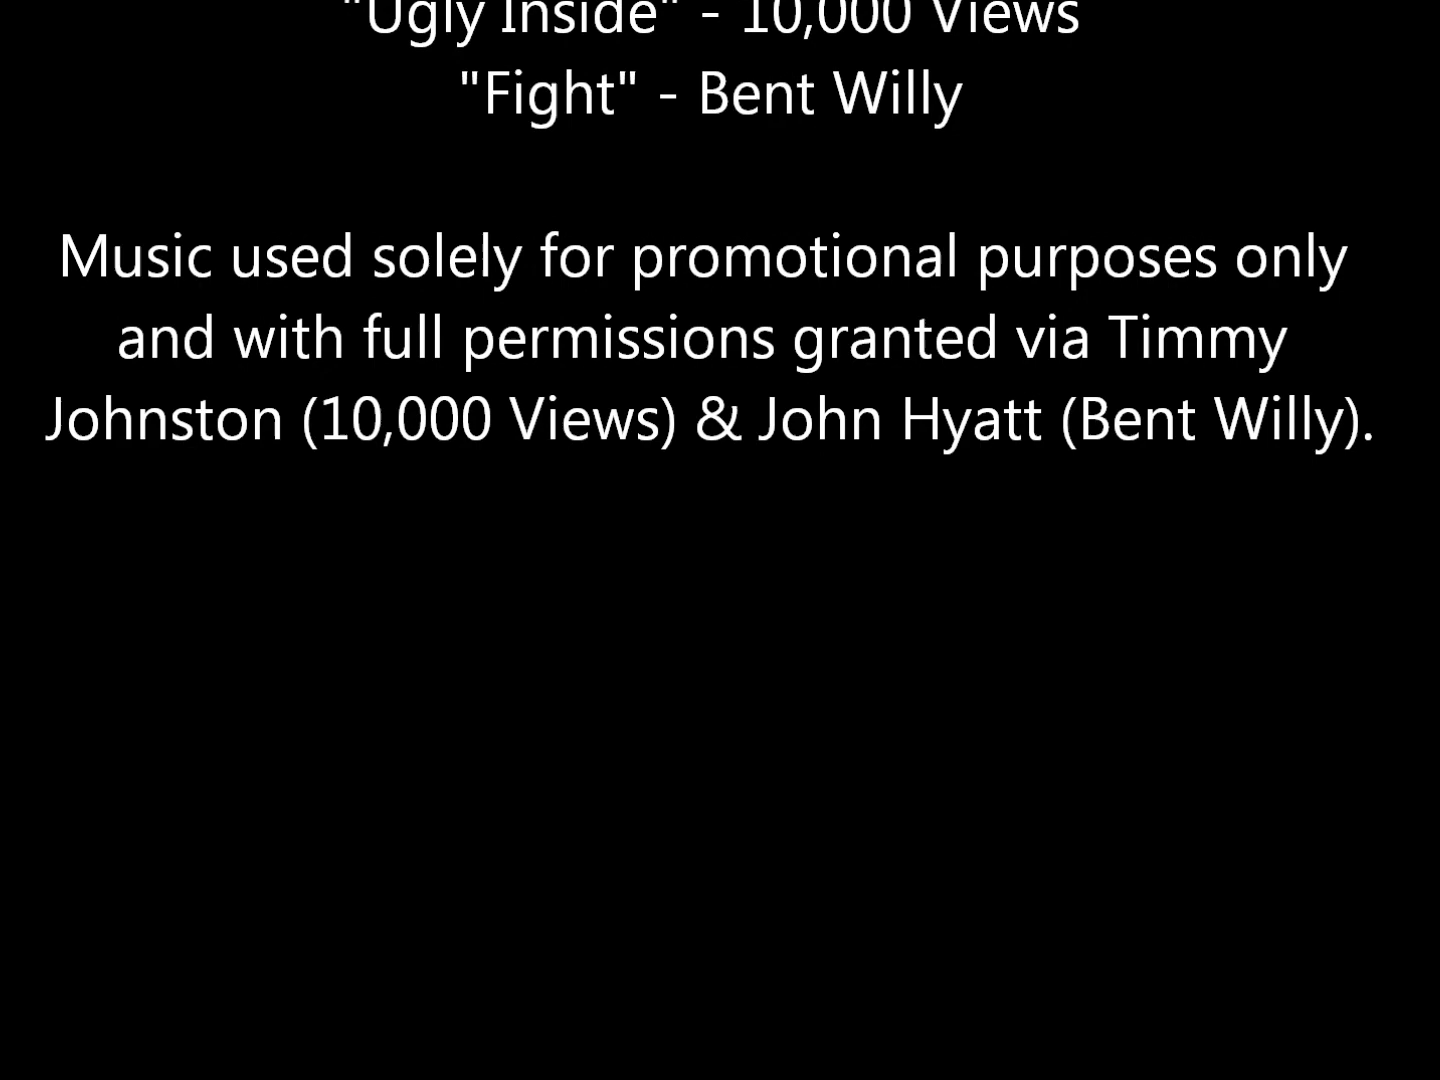 "Ugly Inside" - 10,000 Views
"Fight" - Bent Willy
Music used solely for promotional purposes only
and with full permissions granted via Timmy
Johnston (10,000 Views) & John Hyatt (Bent Willy).